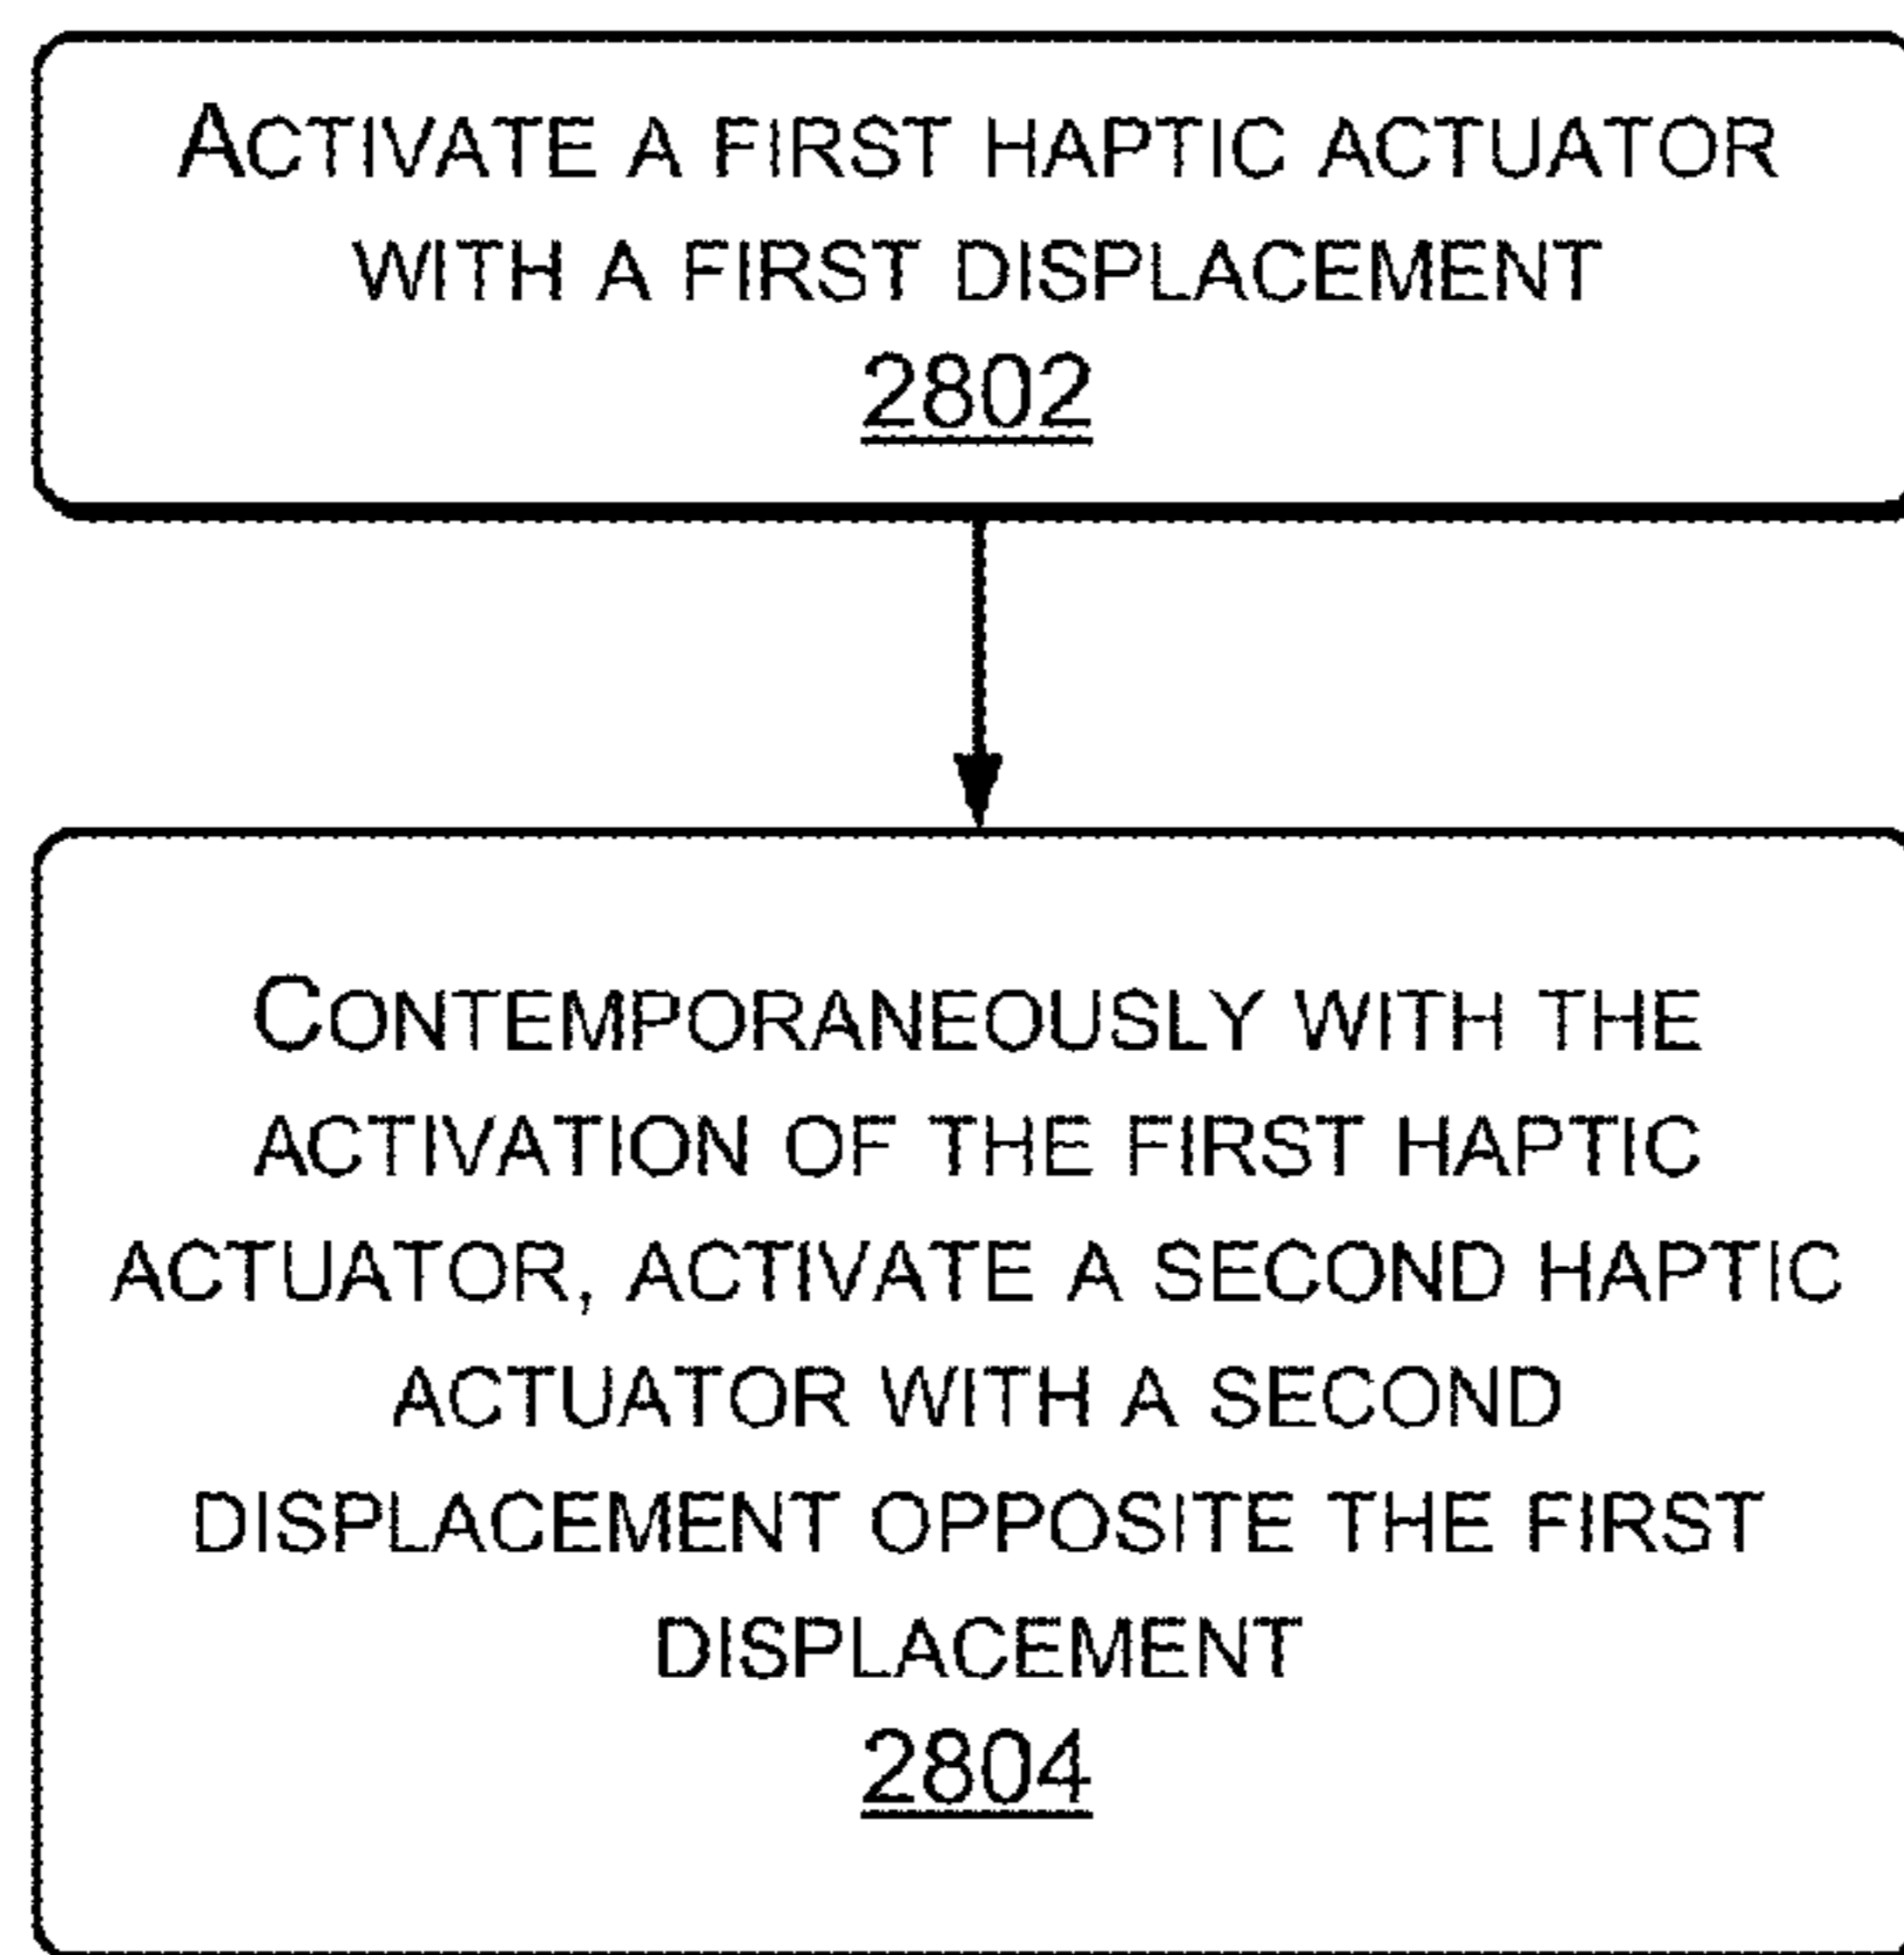 ACTIVATE A FIRST HAPTIC ACTUATOR
WITH A FIRST DISPLACEMENT
2802
CONTEMPORANEOUSLY WITH THE
ACTIVATION OF THE FIRST HAPTIC
ACTUATOR, ACTIVATE A SECOND HAPTIC
ACTUATOR WITH A SECOND
DISPLACEMENT OPPOSITE THE FIRST
DISPLACEMENT
2804